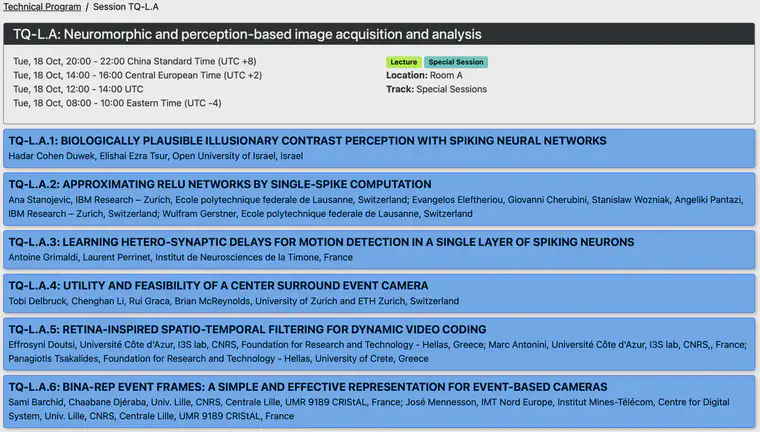 Technical Program / Session TQ-L.A
TQ-L.A: Neuromorphic and perception-based image acquisition and analysis
Tue, 18 Oct, 20:00 - 22:00 China Standard Time (UTC +8)
Tue, 18 Oct, 14:00 - 16:00 Central European Time (UTC +2)
Tue, 18 Oct, 12:00 - 14:00 UTC
Tue, 18 Oct, 08:00 - 10:00 Eastern Time (UTC -4)
Lecture Special Session
Location: Room A
Track: Special Sessions
TQ-L.A.1: BIOLOGICALLY PLAUSIBLE ILLUSIONARY CONTRAST PERCEPTION WITH SPIKING NEURAL NETWORKS
Hadar Cohen Duwek, Elishai Ezra Tsur, Open University of Israel, Israel
TQ-L.A.2: APPROXIMATING RELU NETWORKS BY SINGLE-SPIKE COMPUTATION
Ana Stanojevic, IBM Research – Zurich, Ecole polytechnique federale de Lausanne, Switzerland; Evangelos Eleftheriou, Giovanni Cherubini, Stanislaw Wozniak, Angeliki Pantazi,
IBM Research – Zurich, Switzerland; Wulfram Gerstner, Ecole polytechnique federale de Lausanne, Switzerland
TQ-L.A.3: LEARNING HETERO-SYNAPTIC DELAYS FOR MOTION DETECTION IN A SINGLE LAYER OF SPIKING NEURONS
Antoine Grimaldi, Laurent Perrinet, Institut de Neurosciences de la Timone, France
TQ-L.A.4: UTILITY AND FEASIBILITY OF A CENTER SURROUND EVENT CAMERA
Tobi Delbruck, Chenghan Li, Rui Graca, Brian McReynolds, University of Zurich and ETH Zurich, Switzerland
TQ-L.A.5: RETINA-INSPIRED SPATIO-TEMPORAL FILTERING FOR DYNAMIC VIDEO CODING
Effrosyni Doutsi, Université Côte d'Azur, I3S lab, CNRS, Foundation for Research and Technology - Hellas, Greece; Marc Antonini, Université Côte d'Azur, I3S lab, CNRS,, France;
Panagiotis Tsakalides, Foundation for Research and Technology - Hellas, University of Crete, Greece
TQ-L.A.6: BINA-REP EVENT FRAMES: A SIMPLE AND EFFECTIVE REPRESENTATION FOR EVENT-BASED CAMERAS
Sami Barchid, Chaabane Djéraba, Univ. Lille, CNRS, Centrale Lille, UMR 9189 CRIStAL, France; José Mennesson, IMT Nord Europe, Institut Mines-Télécom, Centre for Digital
System, Univ. Lille, CNRS, Centrale Lille, UMR 9189 CRIStAL, France